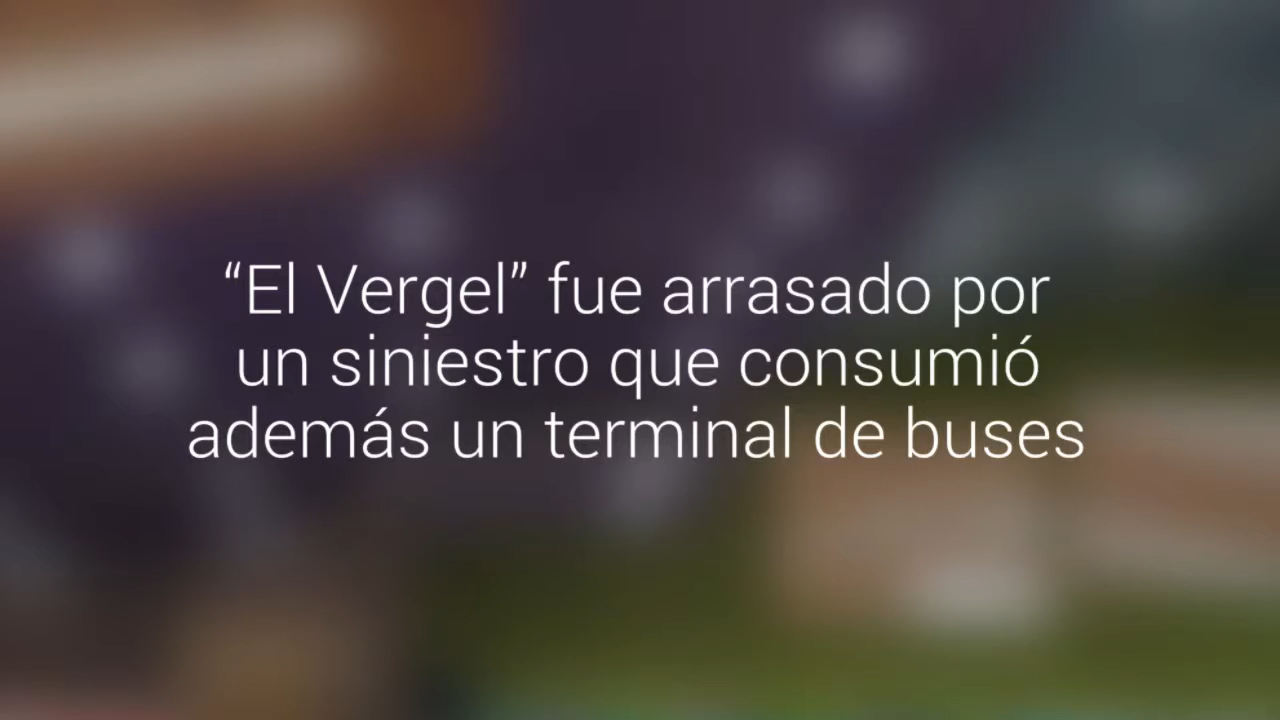 “El Vergel” fue arrasado por
un siniestro que consumió
además un terminal de buses